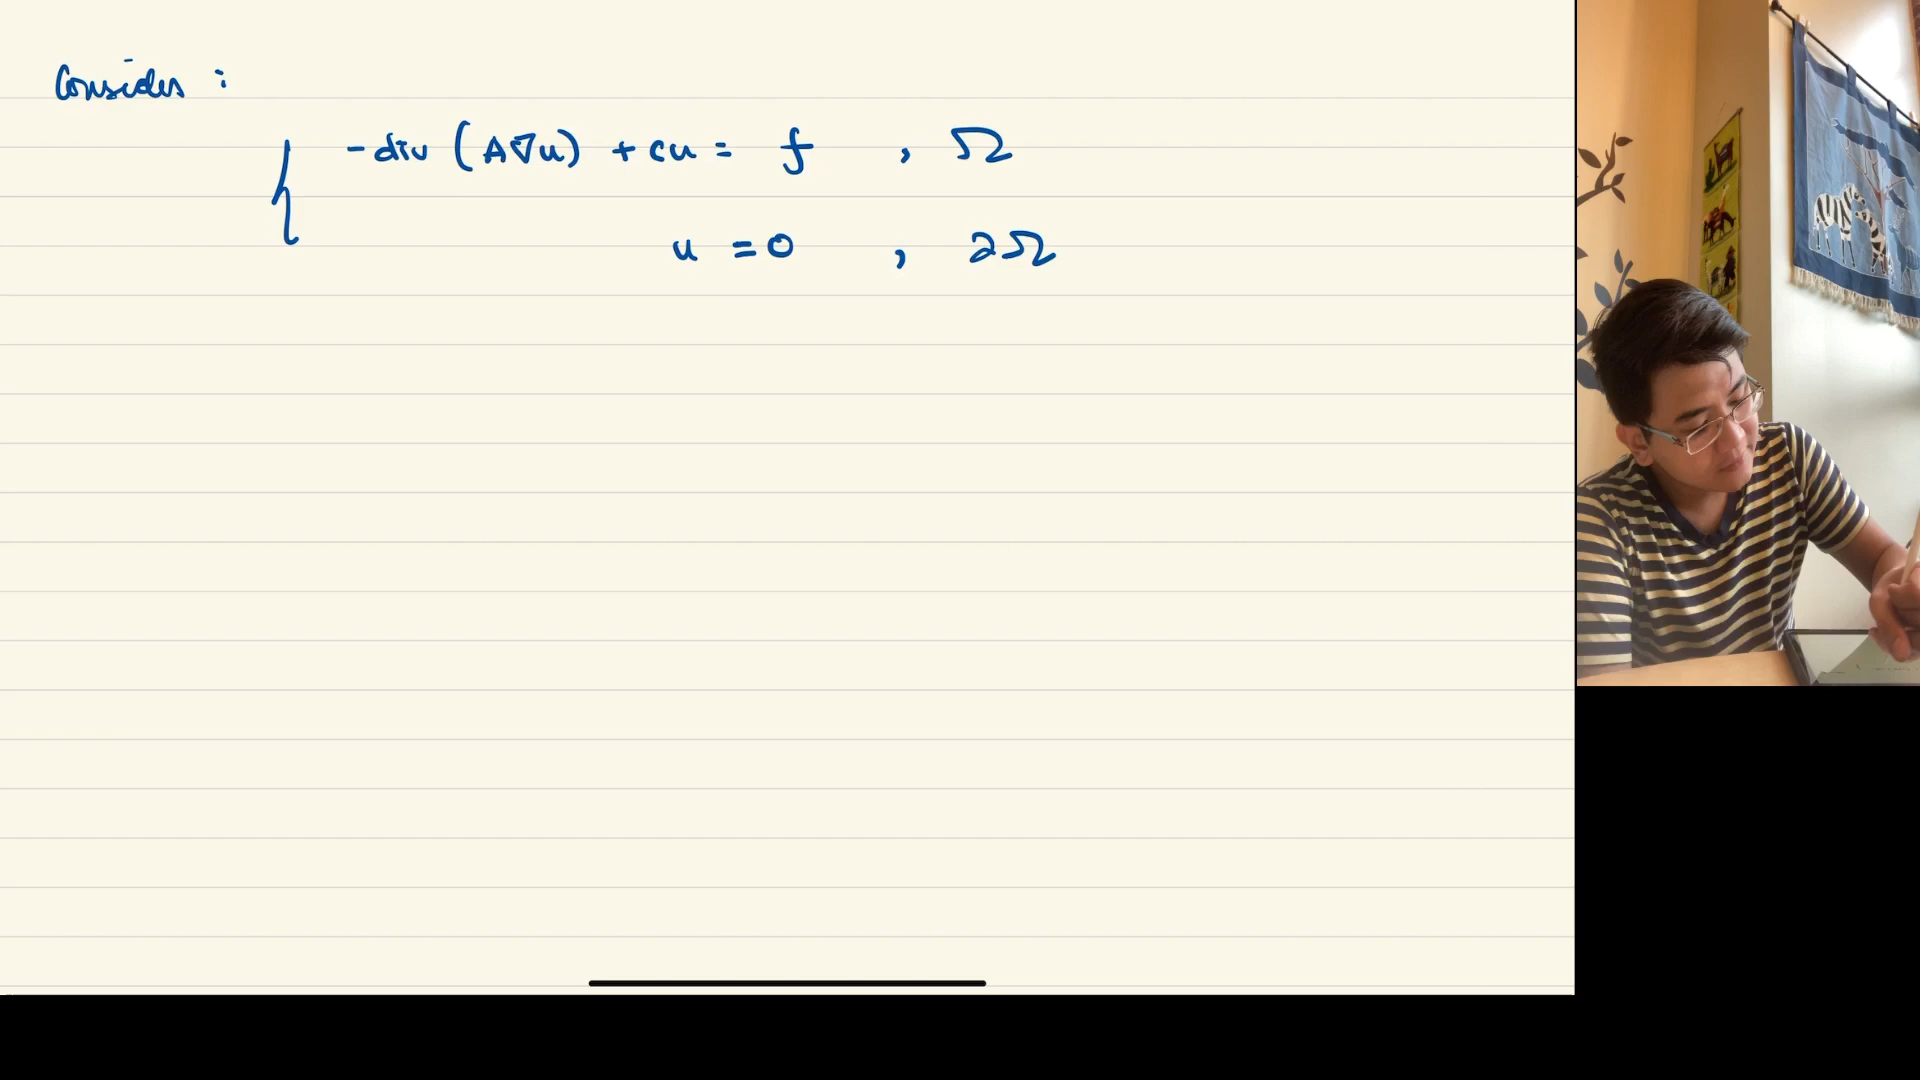 Consider :
{ -div (A∇u) + cu = f , Ω
u = 0 , ∂Ω